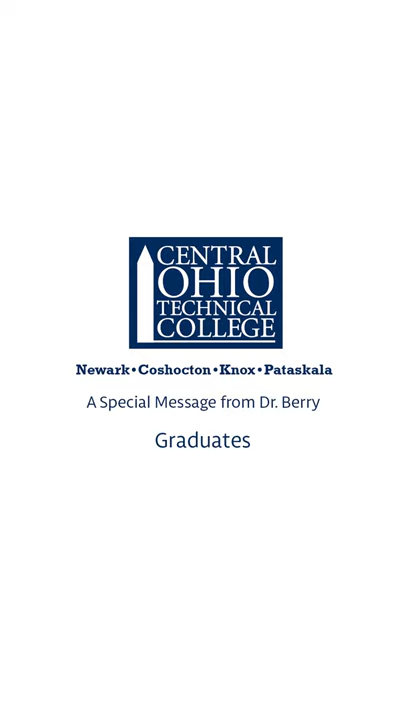 CENTRAL
OHIO
TECHNICAL
COLLEGE
Newark•Coshocton•Knox•Pataskala
A Special Message from Dr. Berry
Graduates